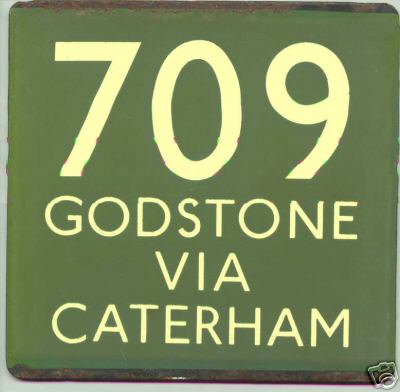 709
GODSTONE
VIA
CATERHAM